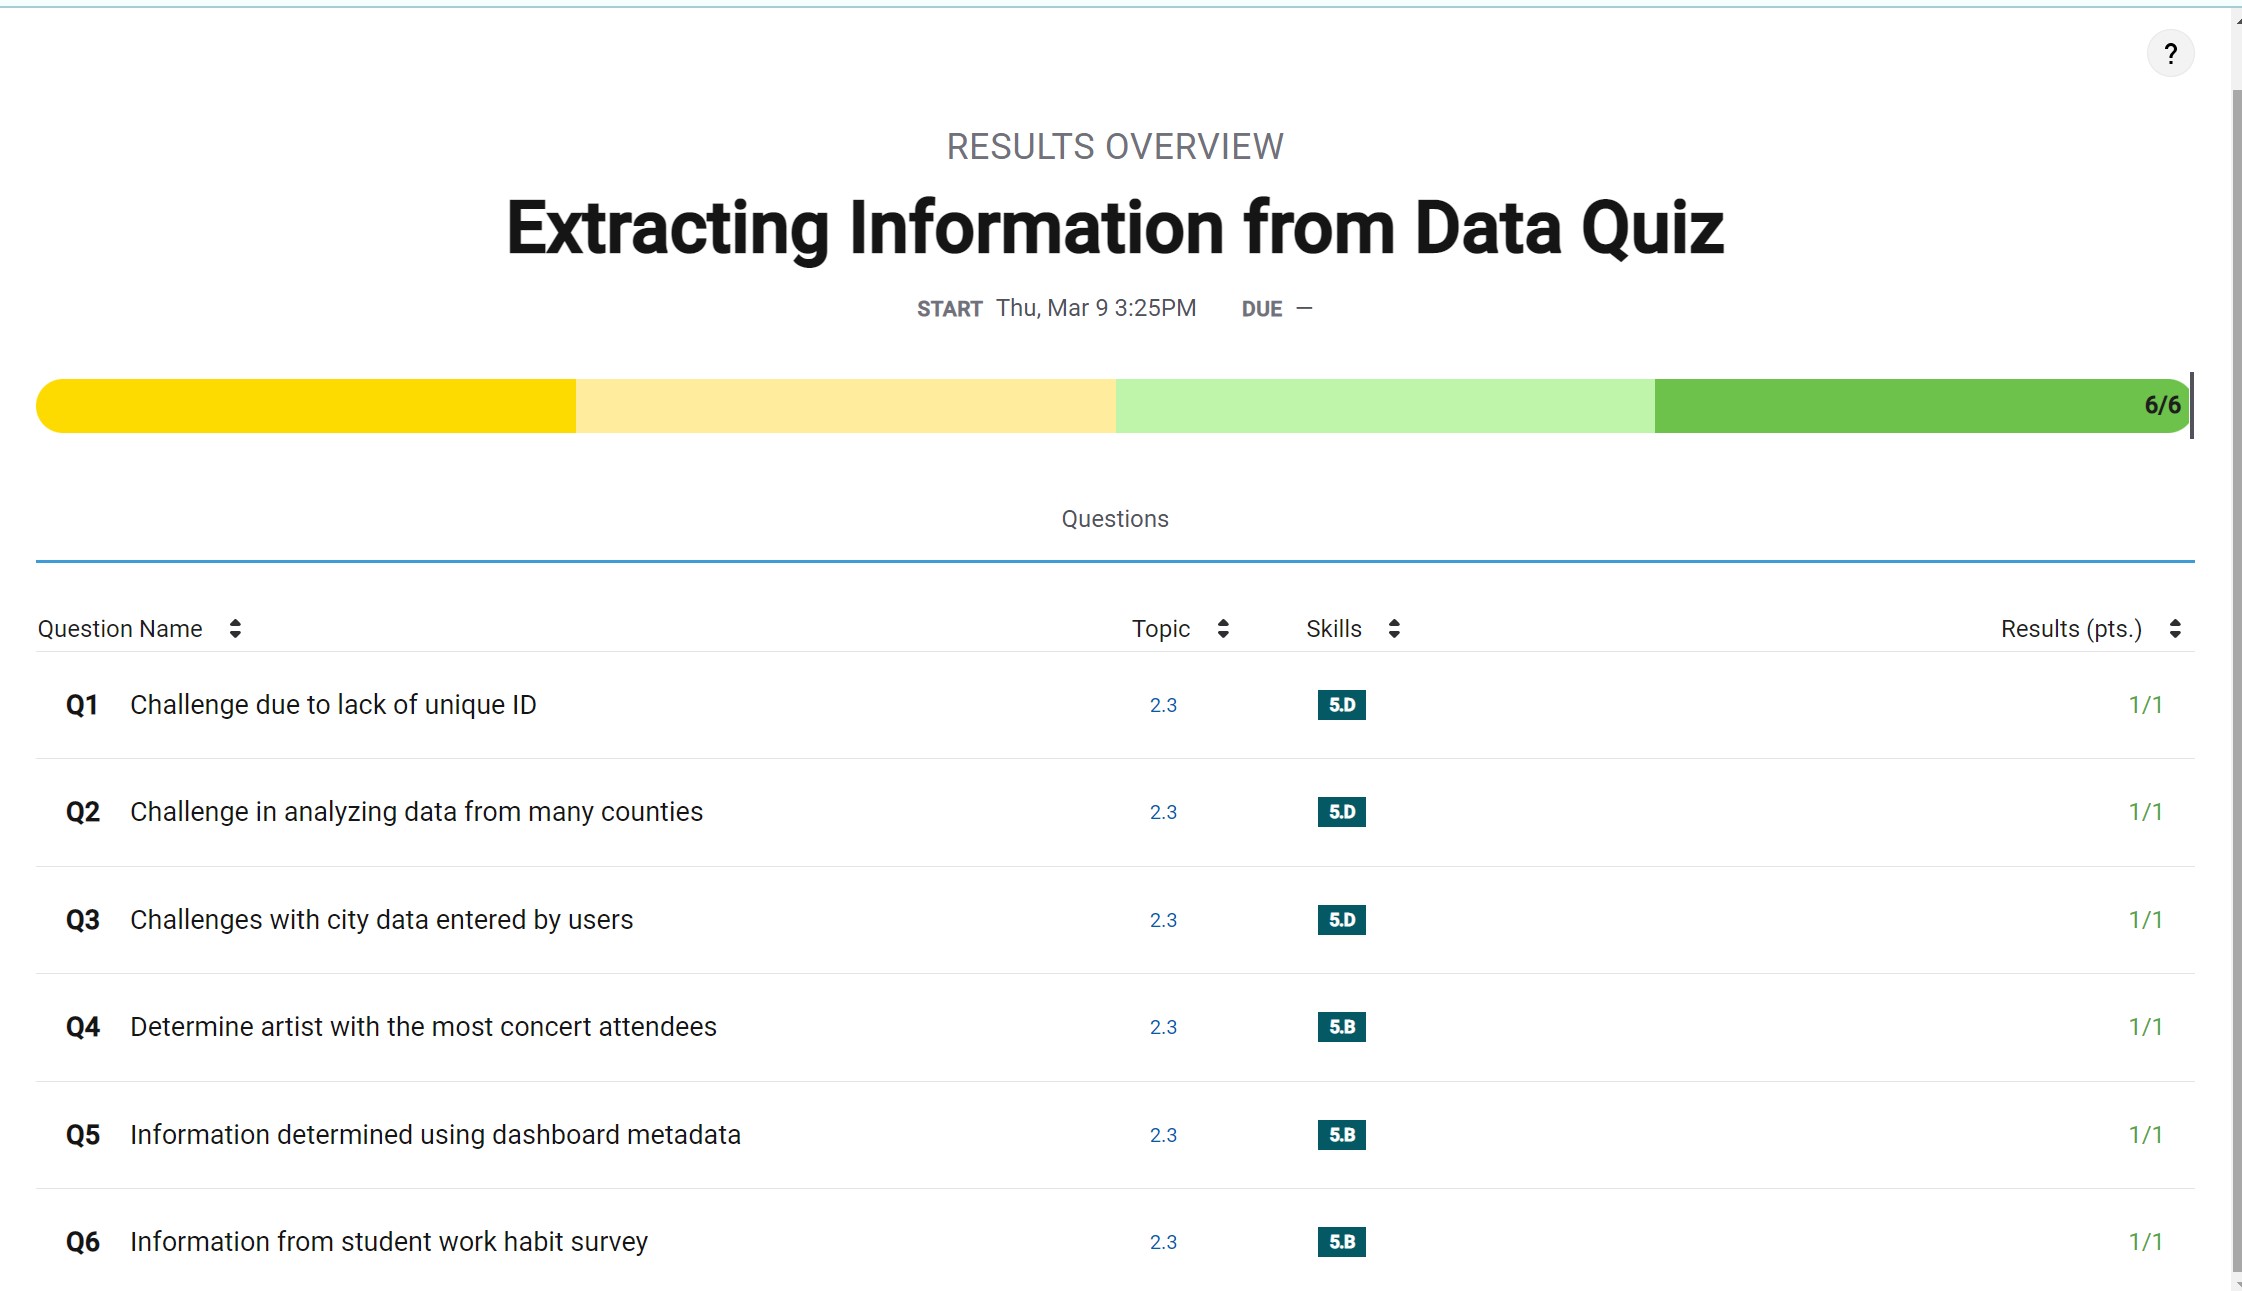 ?
RESULTS OVERVIEW
Extracting Information from Data Quiz
START Thu, Mar 9 3:25PM DUE —
6/6
Questions
Question Name Topic Skills Results (pts.)
Q1 Challenge due to lack of unique ID 2.3 5.D 1/1
Q2 Challenge in analyzing data from many counties 2.3 5.D 1/1
Q3 Challenges with city data entered by users 2.3 5.D 1/1
Q4 Determine artist with the most concert attendees 2.3 5.B 1/1
Q5 Information determined using dashboard metadata 2.3 5.B 1/1
Q6 Information from student work habit survey 2.3 5.B 1/1